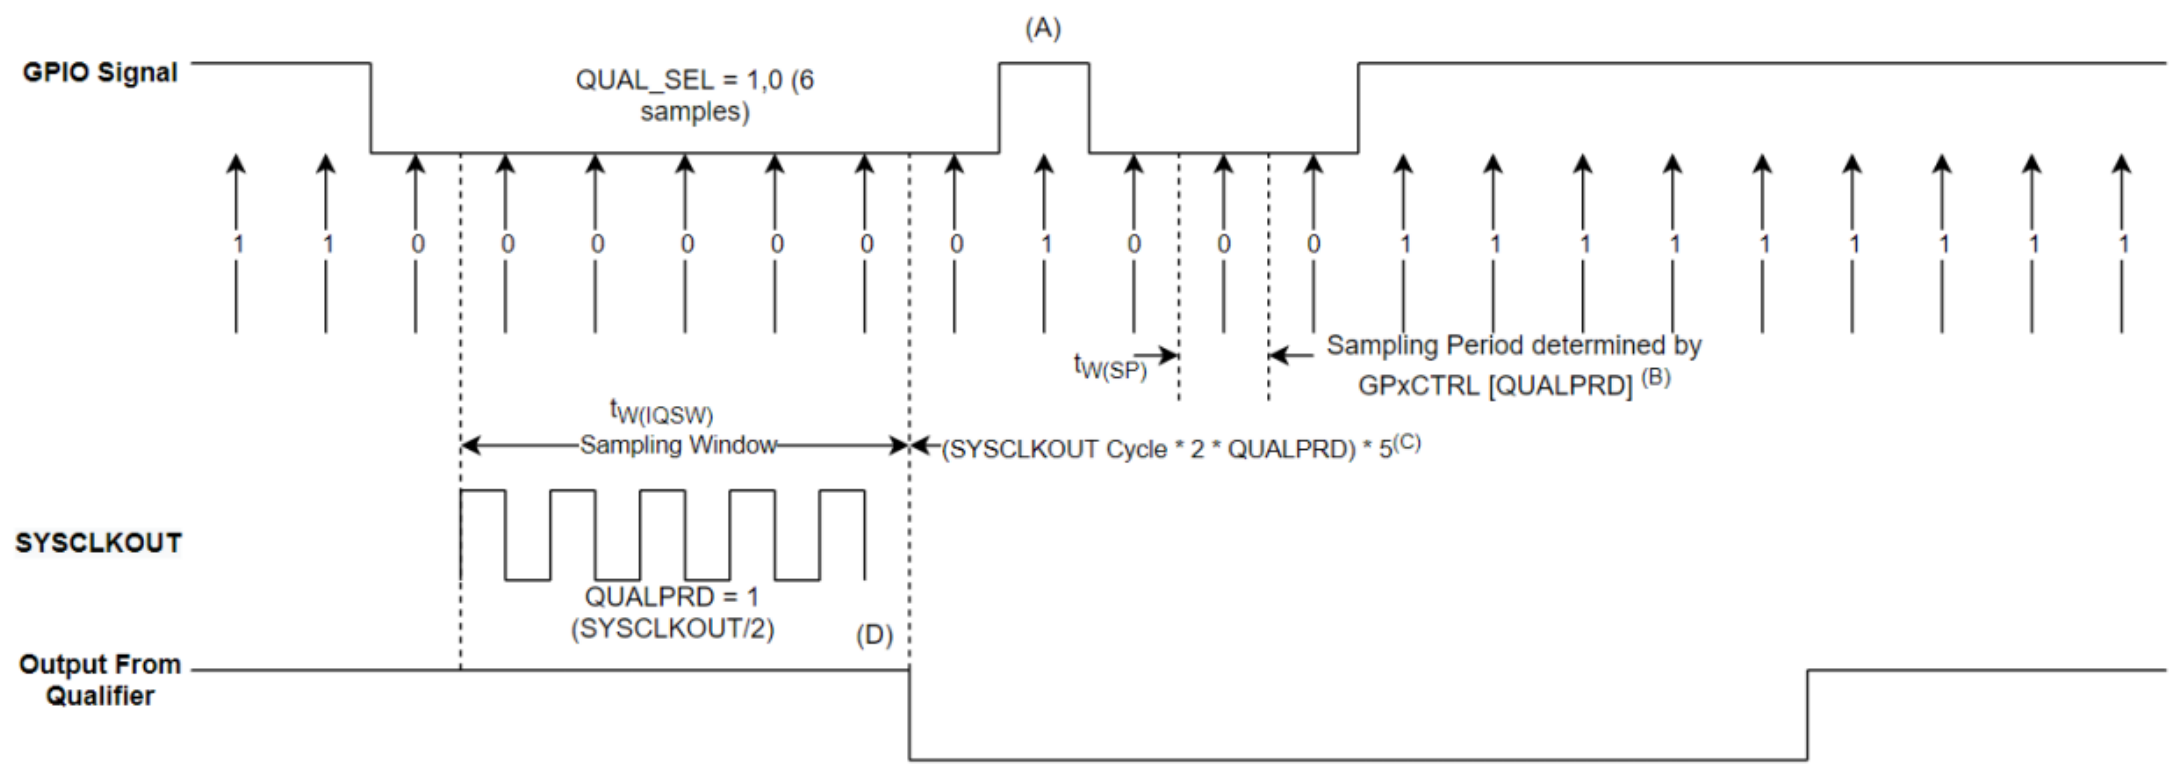 (A)
GPIO Signal
QUAL_SEL = 1,0 (6
samples)
1 1 0 0 0 0 0 0 0 1 0 0 0 1 1 1 1 1 1 1 1 1
tW(SP)
Sampling Period determined by
GPxCTRL [QUALPRD] (B)
tW(IQSW)
Sampling Window
(SYSCLKOUT Cycle * 2 * QUALPRD) * 5(C)
SYSCLKOUT
QUALPRD = 1
(SYSCLKOUT/2)
(D)
Output From
Qualifier